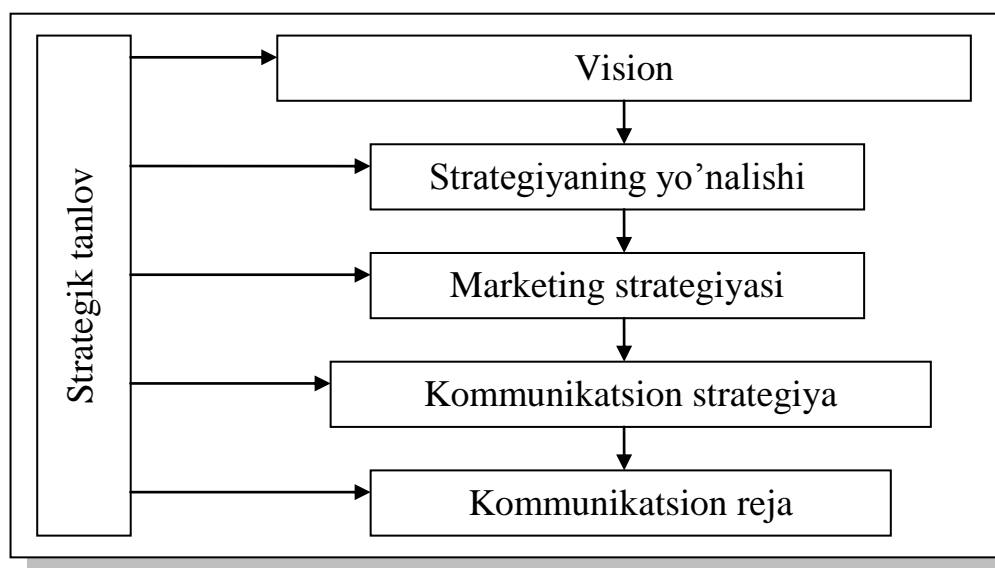 Strategik tanlov
Vision
Strategiyaning yo’nalishi
Marketing strategiyasi
Kommunikatsion strategiya
Kommunikatsion reja